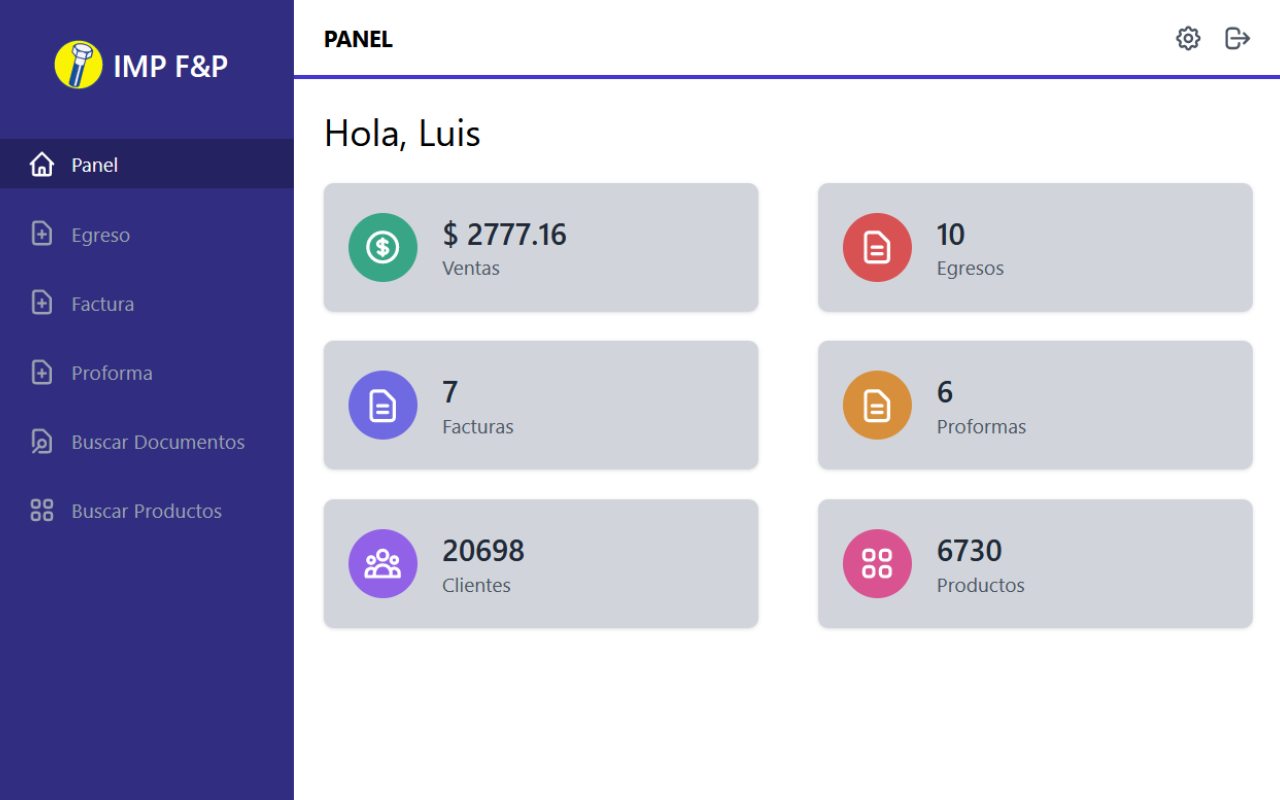 IMP F&P
Panel
Egreso
Factura
Proforma
Buscar Documentos
Buscar Productos
PANEL
Hola, Luis
$ 2777.16
Ventas
10
Egresos
7
Facturas
6
Proformas
20698
Clientes
6730
Productos